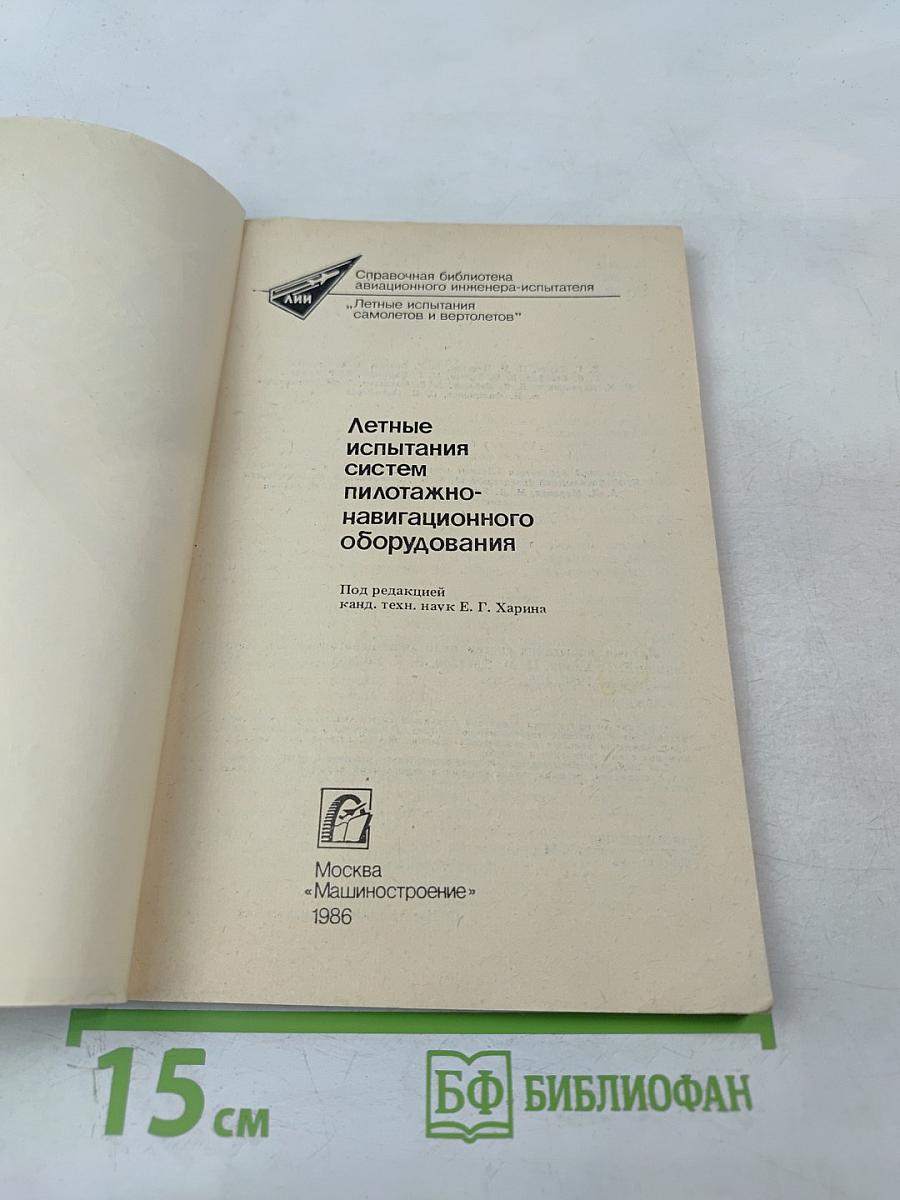 ЛИИ
Справочная библиотека
авиационного инженера-испытателя
„Летные испытания
самолетов и вертолетов”
Летные
испытания
систем
пилотажно-
навигационного
оборудования
Под редакцией
канд. техн. наук Е. Г. Харина
Москва
«Машиностроение»
1986
15 см
БФ БИБЛИОФАН